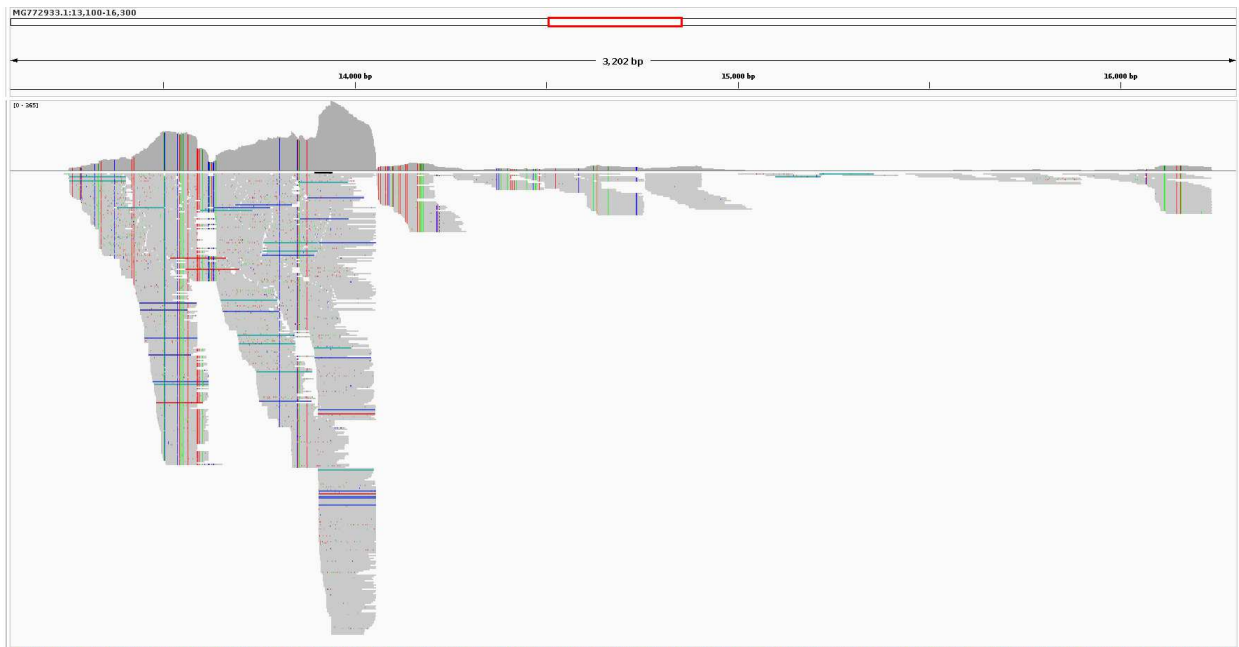 MG772933.1:13,100-16,300
3,202 bp
14,000 bp
15,000 bp
16,000 bp
[0 - 365]